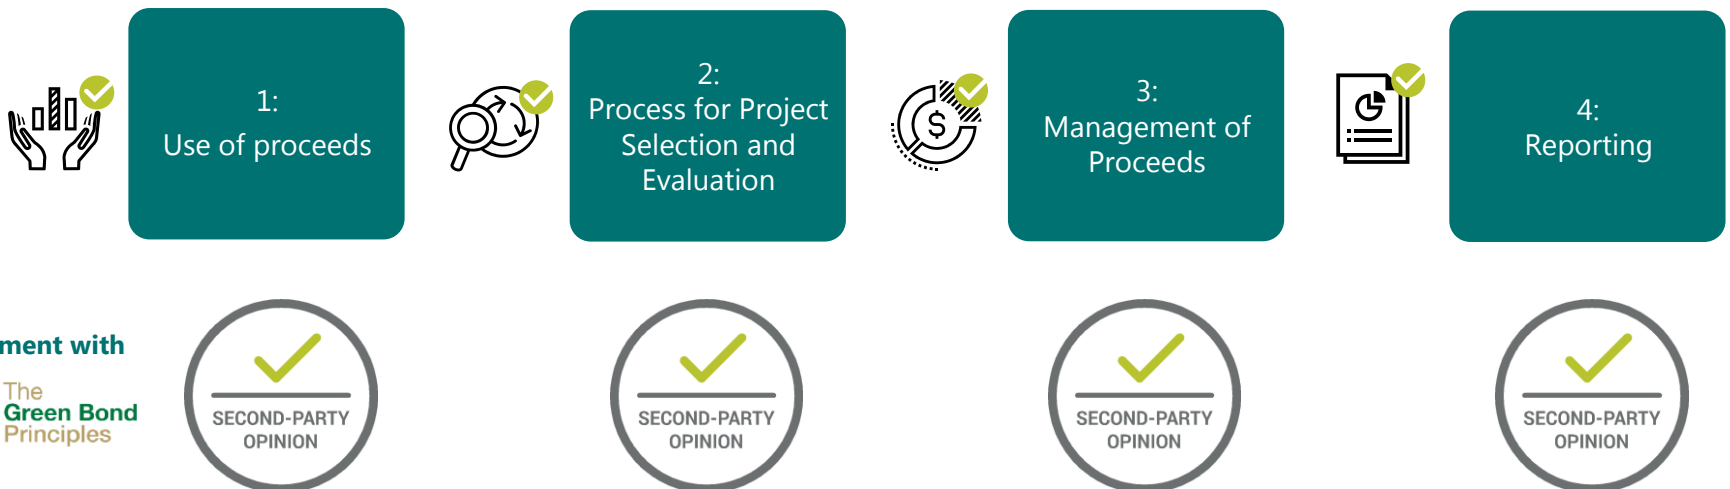 1:
Use of proceeds
2:
Process for Project
Selection and
Evaluation
$
3:
Management of
Proceeds
4:
Reporting
ment with
The
Green Bond
Principles
SECOND-PARTY
OPINION
SECOND-PARTY
OPINION
SECOND-PARTY
OPINION
SECOND-PARTY
OPINION